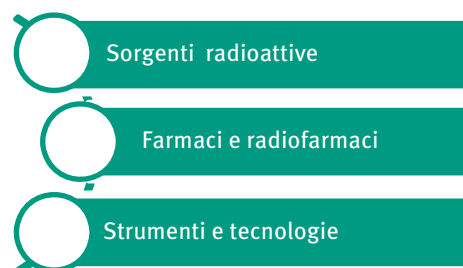 Sorgenti radioattive
Farmaci e radiofarmaci
Strumenti e tecnologie